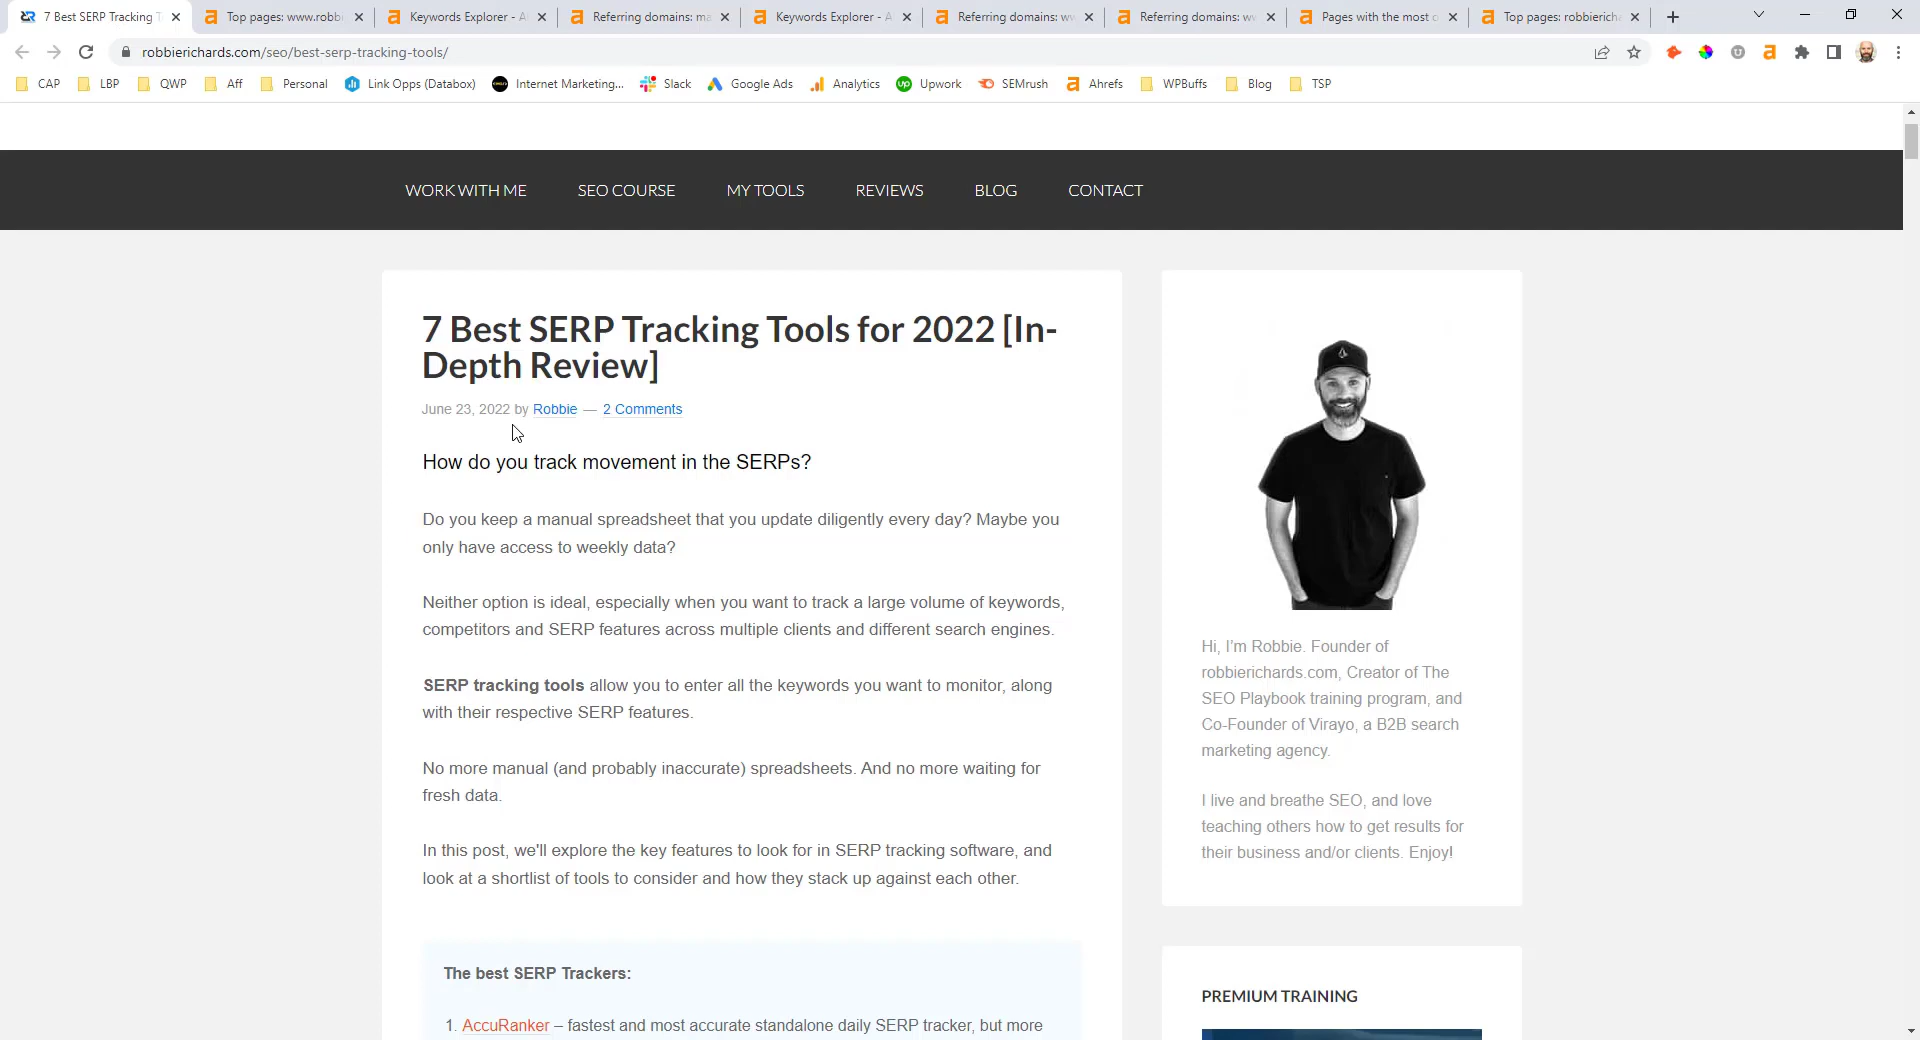 7 Best SERP Tracking T
Top pages: www.robbi
Keywords Explorer - A
Referring domains: ma
Keywords Explorer - A
Referring domains: w
Referring domains: w
Pages with the most o
Top pages: robbierich
robbierichards.com/seo/best-serp-tracking-tools/
CAP
LBP
QWP
Aff
Personal
Link Opps (Databox)
Internet Marketing...
Slack
Google Ads
Analytics
Upwork
SEMrush
Ahrefs
WPBuffs
Blog
TSP
WORK WITH ME
SEO COURSE
MY TOOLS
REVIEWS
BLOG
CONTACT
7 Best SERP Tracking Tools for 2022 [In-
Depth Review]
June 23, 2022 by Robbie — 2 Comments
How do you track movement in the SERPs?
Do you keep a manual spreadsheet that you update diligently every day? Maybe you
only have access to weekly data?
Neither option is ideal, especially when you want to track a large volume of keywords,
competitors and SERP features across multiple clients and different search engines.
SERP tracking tools allow you to enter all the keywords you want to monitor, along
with their respective SERP features.
No more manual (and probably inaccurate) spreadsheets. And no more waiting for
fresh data.
In this post, we'll explore the key features to look for in SERP tracking software, and
look at a shortlist of tools to consider and how they stack up against each other.
The best SERP Trackers:
1. AccuRanker – fastest and most accurate standalone daily SERP tracker, but more
Hi, I'm Robbie. Founder of
robbierichards.com, Creator of The
SEO Playbook training program, and
Co-Founder of Virayo, a B2B search
marketing agency.
I live and breathe SEO, and love
teaching others how to get results for
their business and/or clients. Enjoy!
PREMIUM TRAINING